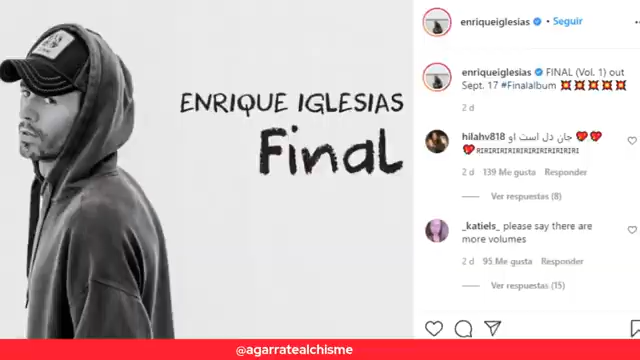 ENRIQUE IGLESIAS
Final
enriqueiglesias • Seguir
enriqueiglesias FINAL (Vol. 1) out
Sept. 17 #Finalalbum 💥💥💥💥💥
2 d
hilahv818 جان دل است او 💖💖
2 d 139 Me gusta Responder
Ver respuestas (8)
_katiels_ please say there are
more volumes
2 d 95 Me gusta Responder
Ver respuestas (15)
@agarratealchisme